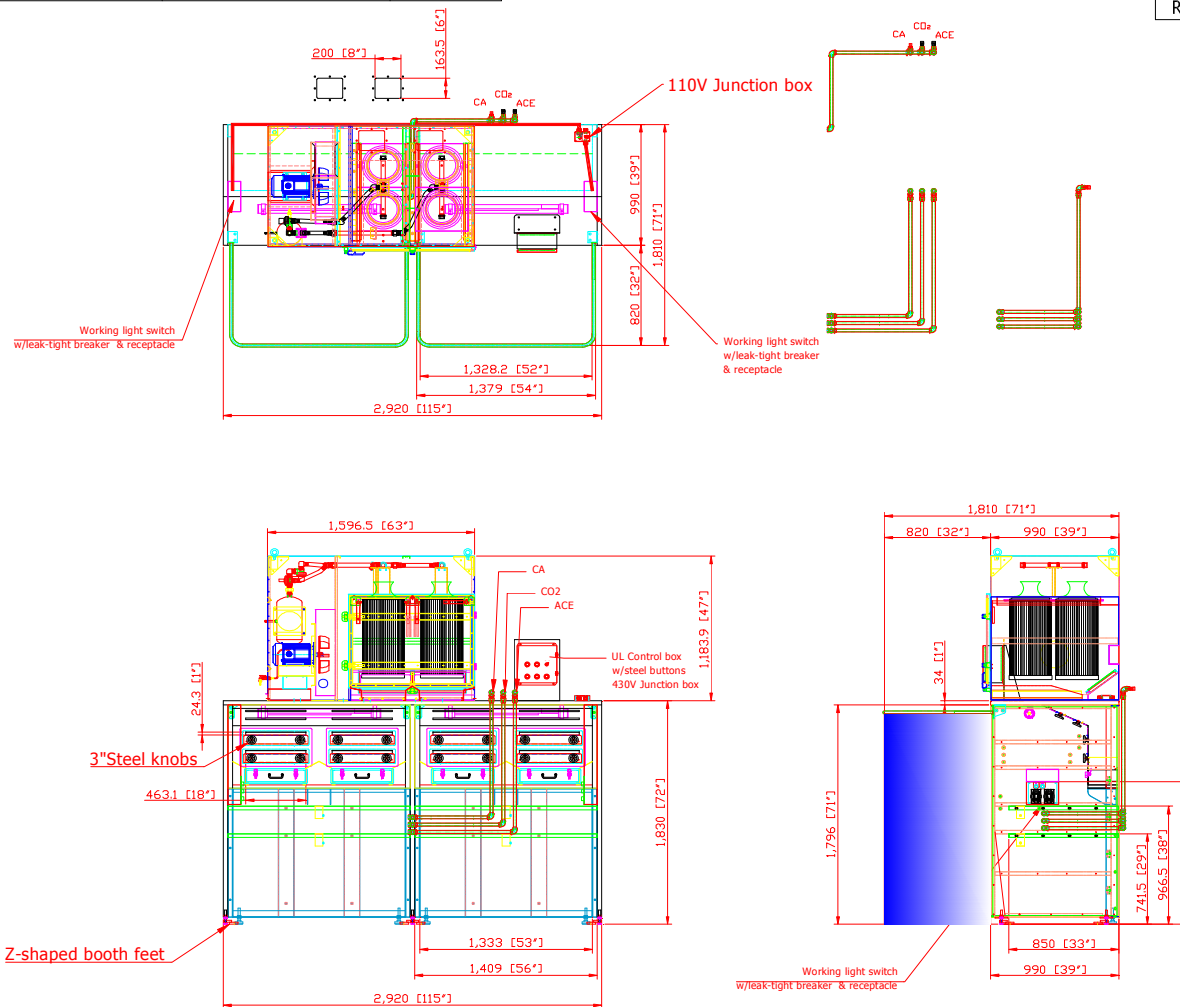 R
CA
CO₂
ACE
163.5 [6"]
200 [8"]
110V Junction box
CA
CO₂
ACE
990 [39"]
1,810 [71"]
820 [32"]
Working light switch
w/leak-tight breaker & receptacle
Working light switch
w/leak-tight breaker
& receptacle
1,328.2 [52"]
1,379 [54"]
2,920 [115"]
1,596.5 [63"]
CA
CO2
ACE
1,183.9 [47"]
UL Control box
w/steel buttons
430V Junction box
24.3 [1"]
3"Steel knobs
463.1 [18"]
1,830 [72"]
Z-shaped booth feet
1,333 [53"]
1,409 [56"]
2,920 [115"]
1,810 [71"]
820 [32"]
990 [39"]
34 [1"]
1,796 [71"]
741.5 [29"]
966.5 [38"]
850 [33"]
990 [39"]
Working light switch
w/leak-tight breaker & receptacle